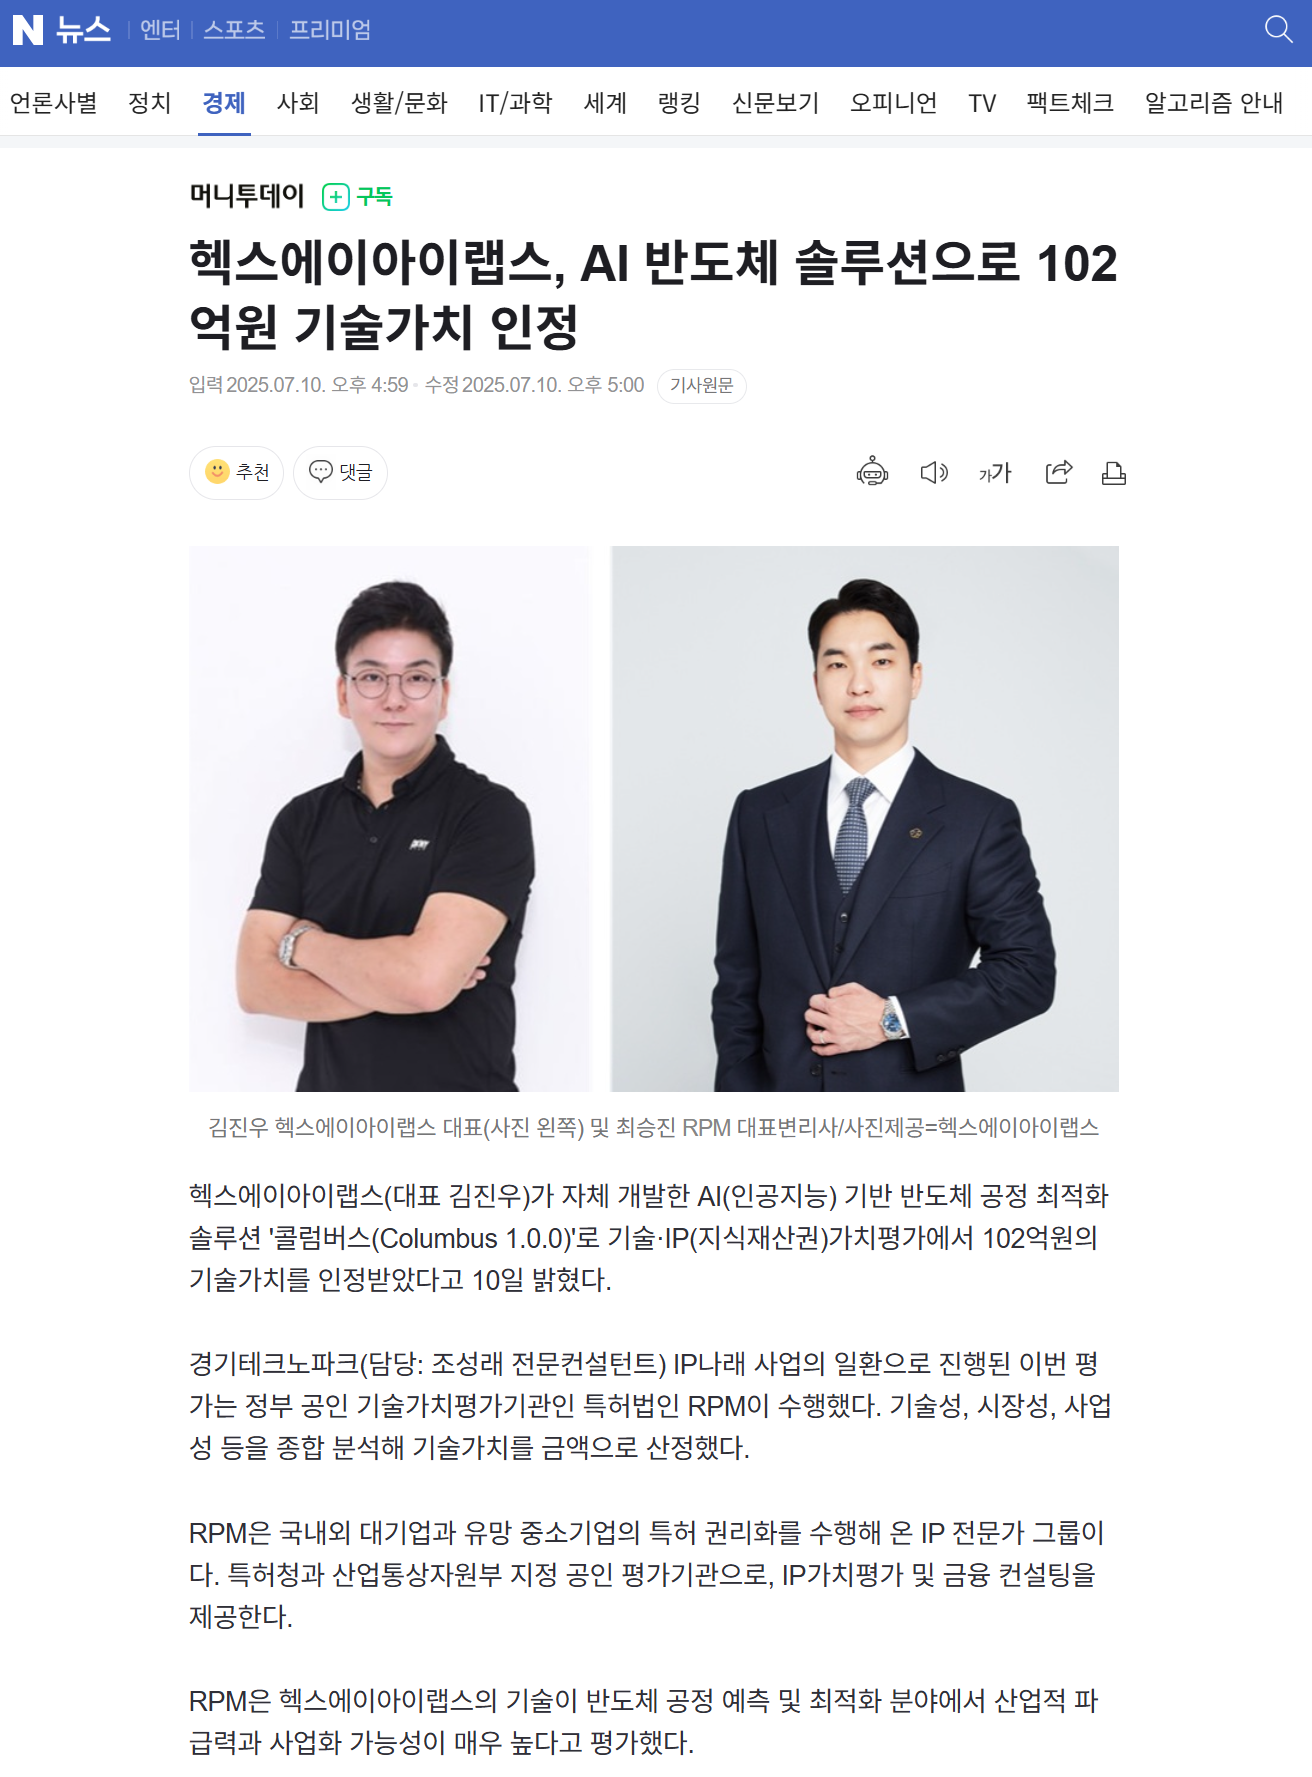 N 뉴스 엔터 스포츠 프리미엄
언론사별 정치 경제 사회 생활/문화 IT/과학 세계 랭킹 신문보기 오피니언 TV 팩트체크 알고리즘 안내
머니투데이 구독
헥스에이아이랩스, AI 반도체 솔루션으로 102
억원 기술가치 인정
입력 2025.07.10. 오후 4:59 수정 2025.07.10. 오후 5:00 기사원문
추천 댓글 가가
김진우 헥스에이아이랩스 대표(사진 왼쪽) 및 최승진 RPM 대표변리사/사진제공=헥스에이아이랩스
헥스에이아이랩스(대표 김진우)가 자체 개발한 AI(인공지능) 기반 반도체 공정 최적화
솔루션 '콜럼버스(Columbus 1.0.0)'로 기술·IP(지식재산권)가치평가에서 102억원의
기술가치를 인정받았다고 10일 밝혔다.
경기테크노파크(담당: 조성래 전문컨설턴트) IP나래 사업의 일환으로 진행된 이번 평
가는 정부 공인 기술가치평가기관인 특허법인 RPM이 수행했다. 기술성, 시장성, 사업
성 등을 종합 분석해 기술가치를 금액으로 산정했다.
RPM은 국내외 대기업과 유망 중소기업의 특허 권리화를 수행해 온 IP 전문가 그룹이
다. 특허청과 산업통상자원부 지정 공인 평가기관으로, IP가치평가 및 금융 컨설팅을
제공한다.
RPM은 헥스에이아이랩스의 기술이 반도체 공정 예측 및 최적화 분야에서 산업적 파
급력과 사업화 가능성이 매우 높다고 평가했다.